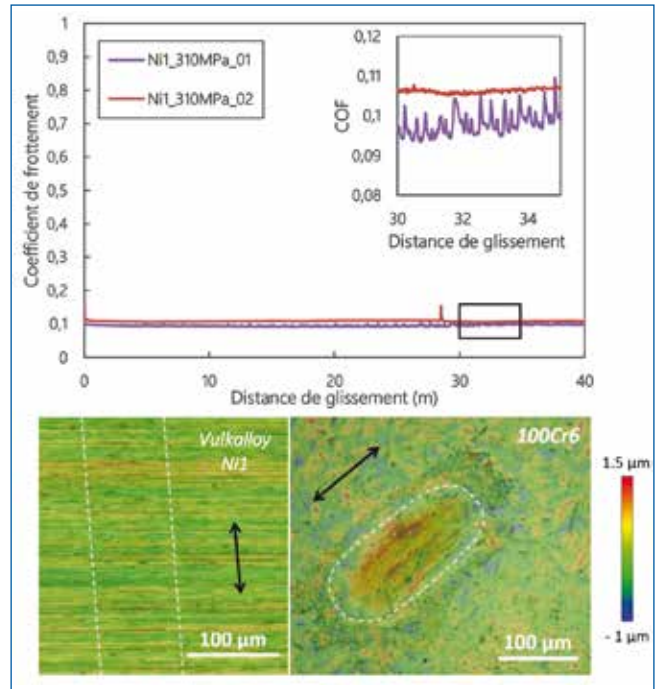 1
0,9
0,8
0,7
0,6
0,5
0,4
0,3
0,2
0,1
0
Coefficient de frottement
Ni1_310MPa_01
Ni1_310MPa_02
0,12
0,11
0,1
0,09
0,08
COF
30 32 34
Distance de glissement
0 10 20 30 40
Distance de glissement (m)
Vulkalloy
Ni1
100 µm
100Cr6
100 µm
1.5 µm
- 1 µm